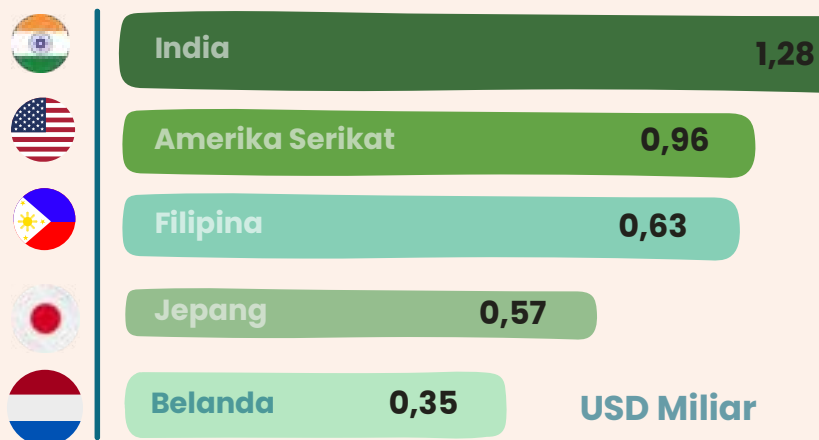 India 1,28
Amerika Serikat 0,96
Filipina 0,63
Jepang 0,57
Belanda 0,35
USD Miliar